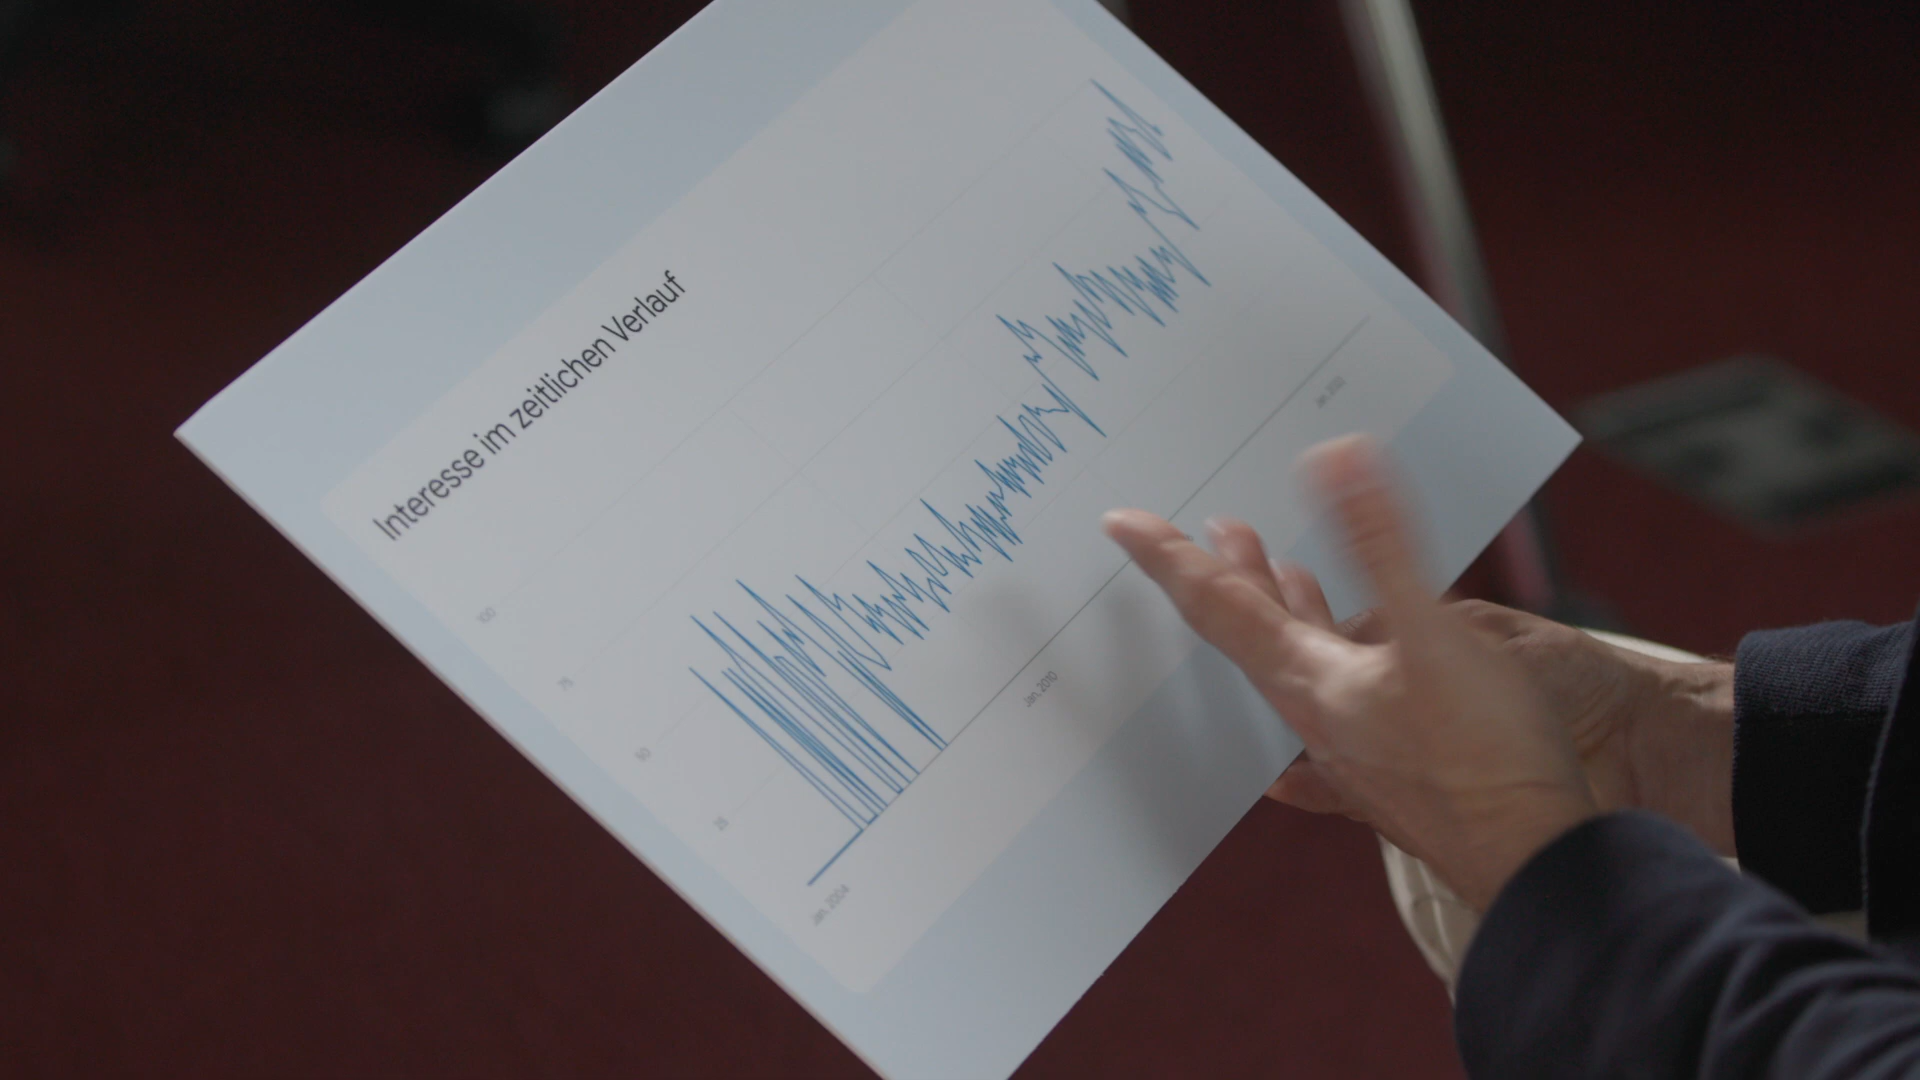 Interesse im zeitlichen Verlauf
100
75
50
25
Jan. 2004
Jan. 2010